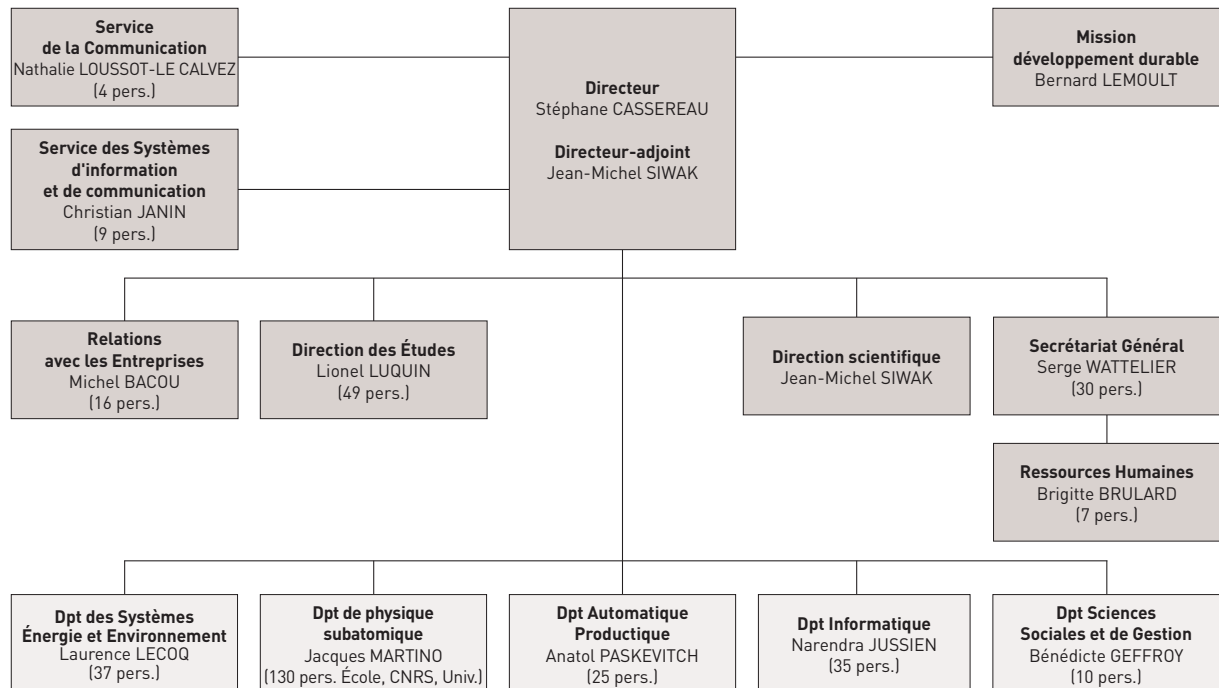 Service
de la Communication
Nathalie LOUSSOT-LE CALVEZ
(4 pers.)
Directeur
Stéphane CASSEREAU
Directeur-adjoint
Jean-Michel SIWAK
Mission
développement durable
Bernard LEMOULT
Service des Systèmes
d'information
et de communication
Christian JANIN
(9 pers.)
Relations
avec les Entreprises
Michel BACOU
(16 pers.)
Direction des Études
Lionel LUQUIN
(49 pers.)
Direction scientifique
Jean-Michel SIWAK
Secrétariat Général
Serge WATTELIER
(30 pers.)
Ressources Humaines
Brigitte BRULARD
(7 pers.)
Dpt des Systèmes
Énergie et Environnement
Laurence LECOQ
(37 pers.)
Dpt de physique
subatomique
Jacques MARTINO
(130 pers. École, CNRS, Univ.)
Dpt Automatique
Productique
Anatol PASKEVITCH
(25 pers.)
Dpt Informatique
Narendra JUSSIEN
(35 pers.)
Dpt Sciences
Sociales et de Gestion
Bénédicte GEFFROY
(10 pers.)